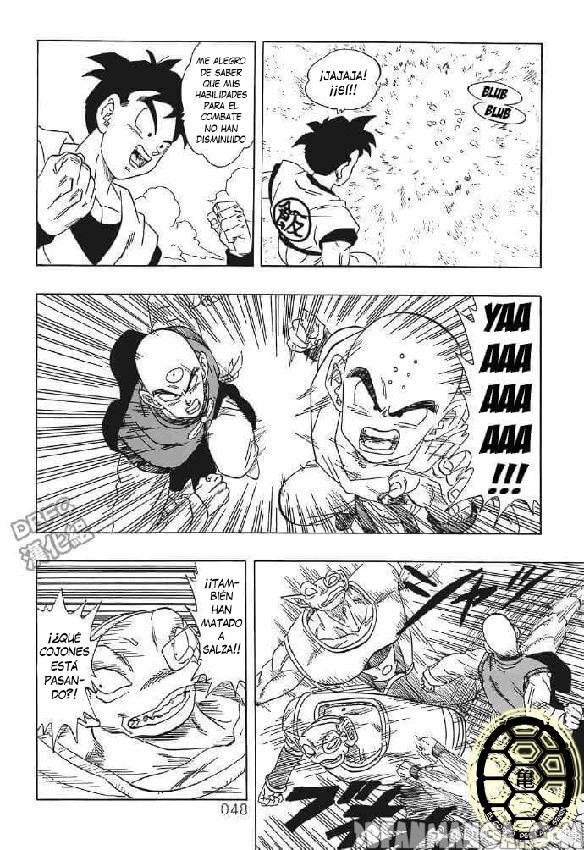 ME ALEGRO
DE SABER
QUE MIS
HABILIDADES
PARA EL
COMBATE
NO HAN
DISMINUIDO
¡JAJAJA!
¡¡SÍ!!
BLUB
BLUB
YAA
AAA
AAA
AAA
!!!
¡¡TAM-
BIÉN HAN
MATADO
A
SALZA!!
¡¿QUÉ
COJONES
ESTÁ
PASAN-
DO?!
048
亀